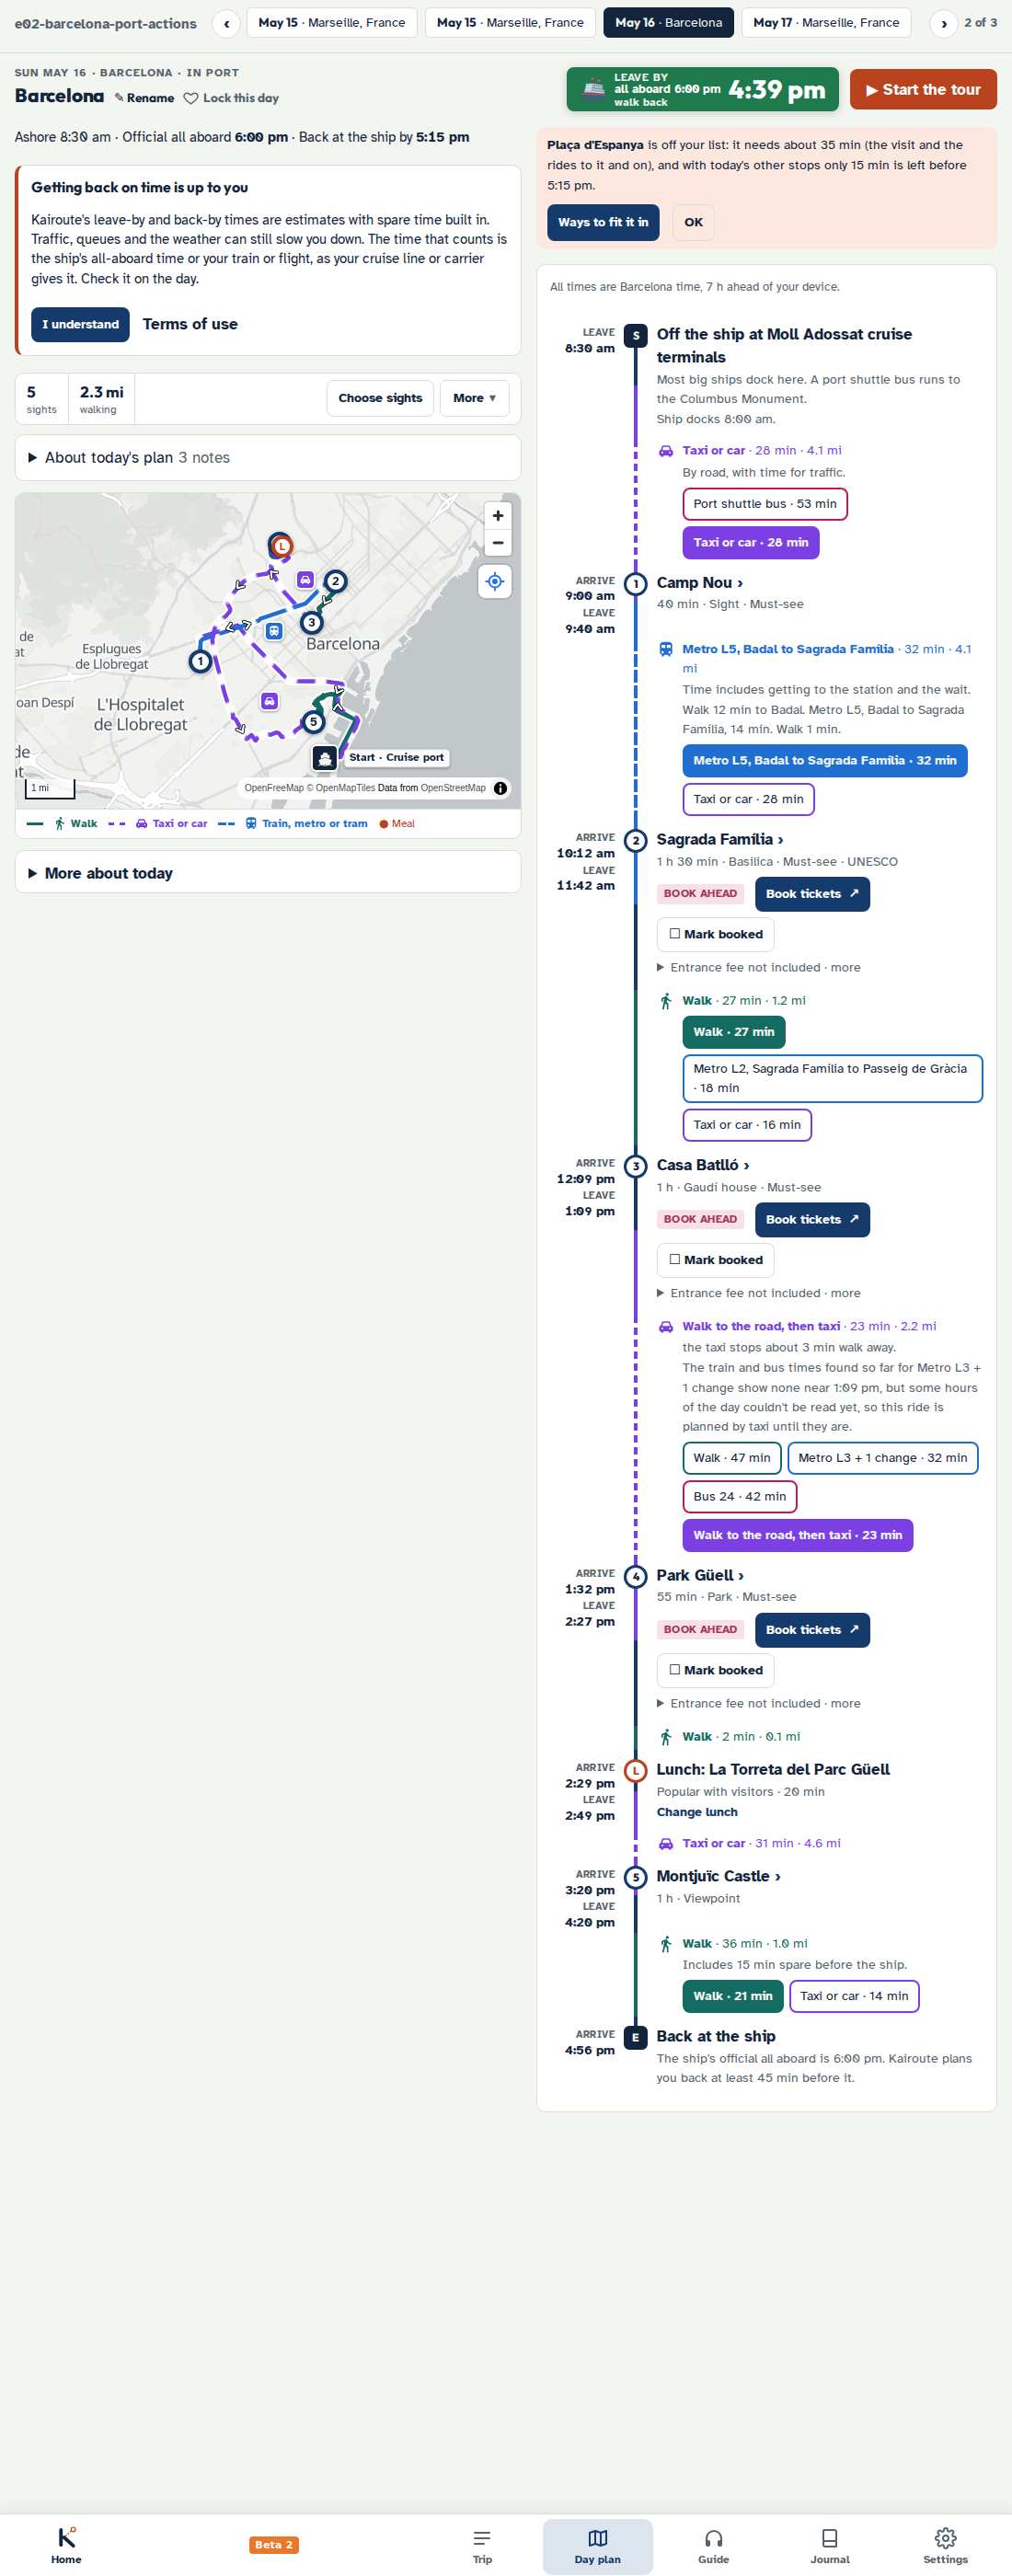 e02-barcelona-port-actions
‹
May 15 · Marseille, France
May 15 · Marseille, France
May 16 · Barcelona
May 17 · Marseille, France
›
2 of 3
SUN MAY 16 · BARCELONA · IN PORT
Barcelona
✎ Rename
Lock this day
LEAVE BY
all aboard 6:00 pm
walk back
4:39 pm
▶ Start the tour
Ashore 8:30 am · Official all aboard 6:00 pm · Back at the ship by 5:15 pm
Getting back on time is up to you
Kairoute's leave-by and back-by times are estimates with spare time built in.
Traffic, queues and the weather can still slow you down. The time that counts is
the ship's all-aboard time or your train or flight, as your cruise line or carrier
gives it. Check it on the day.
I understand
Terms of use
5
sights
2.3 mi
walking
Choose sights
More ▼
▶ About today's plan 3 notes
+
−
L
2
3
1
5
Barcelona
de
at
Esplugues
de Llobregat
oan Despí
L'Hospitalet
de Llobregat
de
at
Start · Cruise port
1 mi
OpenFreeMap © OpenMapTiles Data from OpenStreetMap
Walk
Taxi or car
Train, metro or tram
Meal
▶ More about today
Plaça d'Espanya is off your list: it needs about 35 min (the visit and the
rides to it and on), and with today's other stops only 15 min is left before
5:15 pm.
Ways to fit it in
OK
All times are Barcelona time, 7 h ahead of your device.
LEAVE
8:30 am
S
Off the ship at Moll Adossat cruise
terminals
Most big ships dock here. A port shuttle bus runs to
the Columbus Monument.
Ship docks 8:00 am.
Taxi or car · 28 min · 4.1 mi
By road, with time for traffic.
Port shuttle bus · 53 min
Taxi or car · 28 min
ARRIVE
9:00 am
LEAVE
9:40 am
1
Camp Nou ›
40 min · Sight · Must-see
Metro L5, Badal to Sagrada Família · 32 min · 4.1
mi
Time includes getting to the station and the wait.
Walk 12 min to Badal. Metro L5, Badal to Sagrada
Família, 14 min. Walk 1 min.
Metro L5, Badal to Sagrada Família · 32 min
Taxi or car · 28 min
ARRIVE
10:12 am
LEAVE
11:42 am
2
Sagrada Família ›
1 h 30 min · Basilica · Must-see · UNESCO
BOOK AHEAD
Book tickets ↗
☐ Mark booked
▶ Entrance fee not included · more
Walk · 27 min · 1.2 mi
Walk · 27 min
Metro L2, Sagrada Família to Passeig de Gràcia
· 18 min
Taxi or car · 16 min
ARRIVE
12:09 pm
LEAVE
1:09 pm
3
Casa Batlló ›
1 h · Gaudí house · Must-see
BOOK AHEAD
Book tickets ↗
☐ Mark booked
▶ Entrance fee not included · more
Walk to the road, then taxi · 23 min · 2.2 mi
the taxi stops about 3 min walk away.
The train and bus times found so far for Metro L3 +
1 change show none near 1:09 pm, but some hours
of the day couldn't be read yet, so this ride is
planned by taxi until they are.
Walk · 47 min
Metro L3 + 1 change · 32 min
Bus 24 · 42 min
Walk to the road, then taxi · 23 min
ARRIVE
1:32 pm
LEAVE
2:27 pm
4
Park Güell ›
55 min · Park · Must-see
BOOK AHEAD
Book tickets ↗
☐ Mark booked
▶ Entrance fee not included · more
Walk · 2 min · 0.1 mi
ARRIVE
2:29 pm
LEAVE
2:49 pm
L
Lunch: La Torreta del Parc Güell
Popular with visitors · 20 min
Change lunch
Taxi or car · 31 min · 4.6 mi
ARRIVE
3:20 pm
LEAVE
4:20 pm
5
Montjuïc Castle ›
1 h · Viewpoint
Walk · 36 min · 1.0 mi
Includes 15 min spare before the ship.
Walk · 21 min
Taxi or car · 14 min
ARRIVE
4:56 pm
E
Back at the ship
The ship's official all aboard is 6:00 pm. Kairoute plans
you back at least 45 min before it.
Home
Beta 2
Trip
Day plan
Guide
Journal
Settings